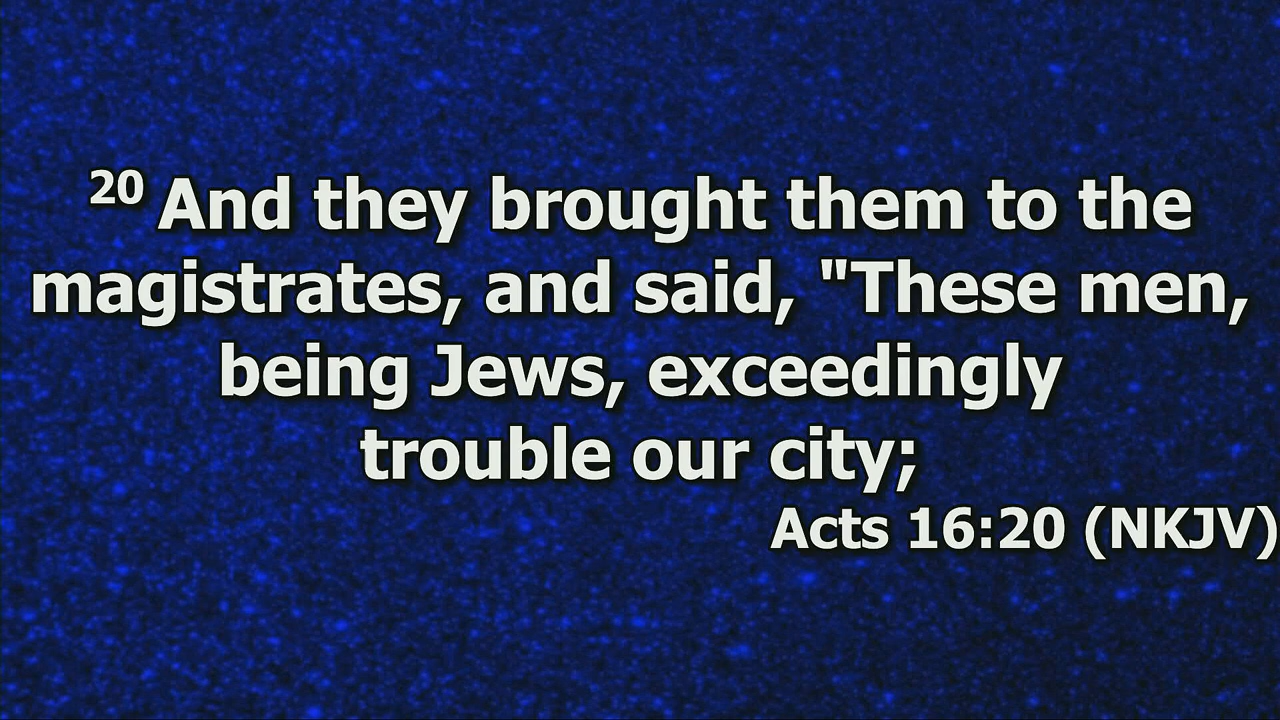 20 And they brought them to the
magistrates, and said, "These men,
being Jews, exceedingly
trouble our city;
Acts 16:20 (NKJV)